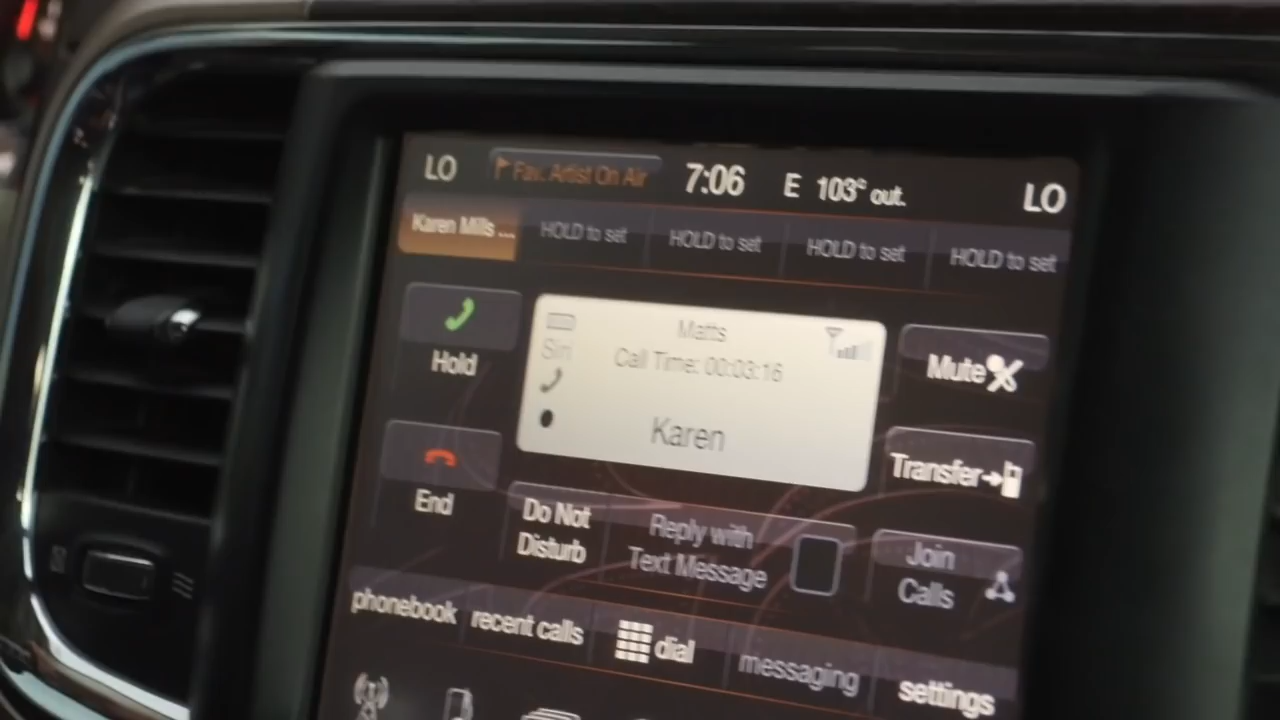 LO Fav. Artist On Air 7:06 E 103° out. LO
Karen Mills ... HOLD to set HOLD to set HOLD to set HOLD to set
Hold
Matts
Call Time: 00:03:16
Karen
Mute
Transfer
End
Do Not
Disturb
Reply with
Text Message
Join
Calls
phonebook recent calls dial messaging settings